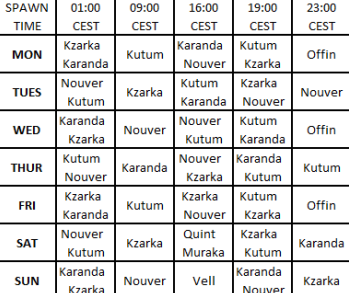 SPAWN TIME 01:00 CEST 09:00 CEST 16:00 CEST 19:00 CEST 23:00 CEST
MON Kzarka Karanda Kutum Karanda Nouver Kutum Kzarka Offin
TUES Nouver Kutum Kzarka Kutum Karanda Kzarka Nouver Nouver
WED Karanda Kzarka Nouver Nouver Kutum Kutum Karanda Offin
THUR Kutum Nouver Karanda Nouver Kzarka Karanda Kutum Kutum
FRI Kzarka Karanda Kutum Kzarka Nouver Kutum Kzarka Offin
SAT Nouver Kutum Kzarka Quint Muraka Kzarka Kutum Karanda
SUN Karanda Kzarka Nouver Vell Karanda Nouver Kzarka